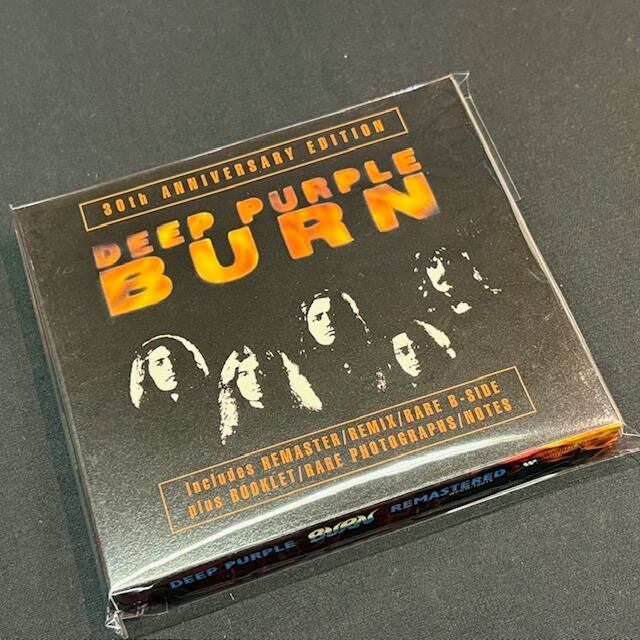 30th ANNIVERSARY EDITION
DEEP PURPLE
BURN
includes REMASTER/REMIX/RARE B-SIDE
plus BOOKLET/RARE PHOTOGRAPHS/NOTES
DEEP PURPLE BURN REMASTERED